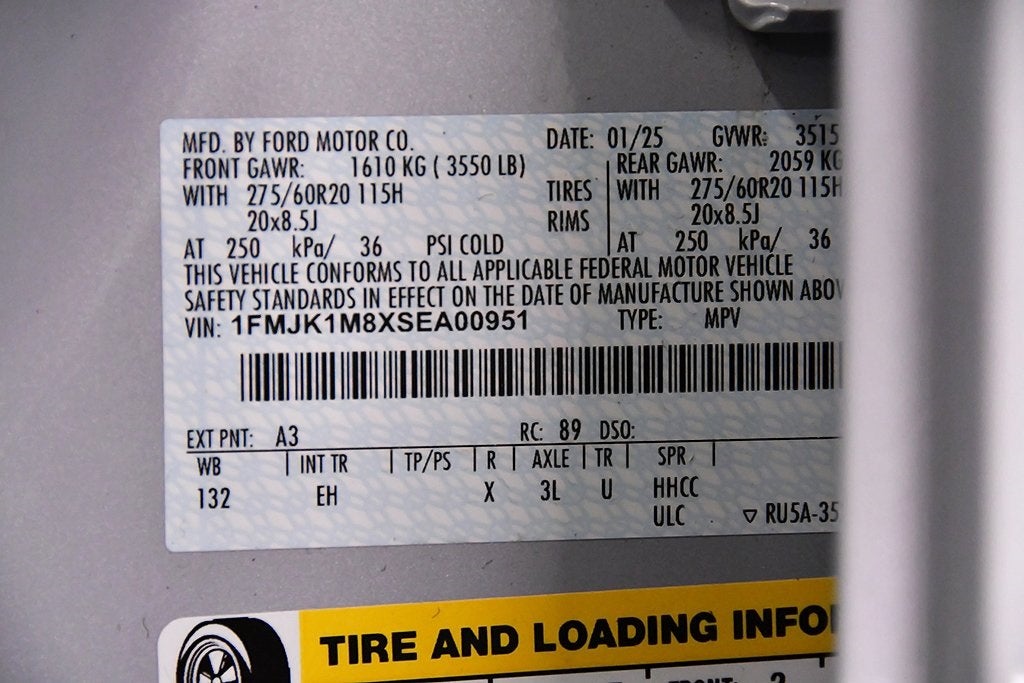 MFD. BY FORD MOTOR CO. DATE: 01/25 GVWR: 3515
FRONT GAWR: 1610 KG ( 3550 LB) REAR GAWR: 2059 KG
WITH 275/60R20 115H TIRES WITH 275/60R20 115H
20x8.5J RIMS 20x8.5J
AT 250 kPa/ 36 PSI COLD AT 250 kPa/ 36
THIS VEHICLE CONFORMS TO ALL APPLICABLE FEDERAL MOTOR VEHICLE
SAFETY STANDARDS IN EFFECT ON THE DATE OF MANUFACTURE SHOWN ABOV
VIN: 1FMJK1M8XSEA00951 TYPE: MPV
EXT PNT: A3 RC: 89 DSO:
WB INT TR TP/PS R AXLE TR SPR
132 EH X 3L U HHCC
ULC ▽ RU5A-35
TIRE AND LOADING INFO